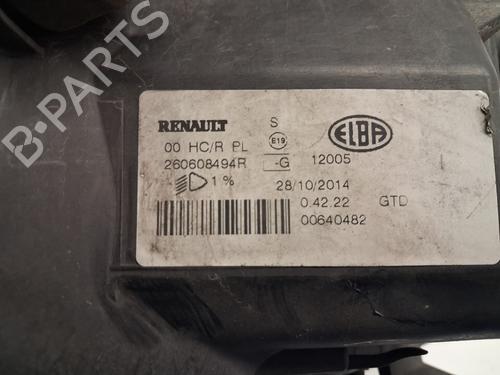 B-PARTS
RENAULT S E19 ELBA
00 HC/R PL
260608494R -G 12005
1% 28/10/2014
0.42.22 GTD
00640482